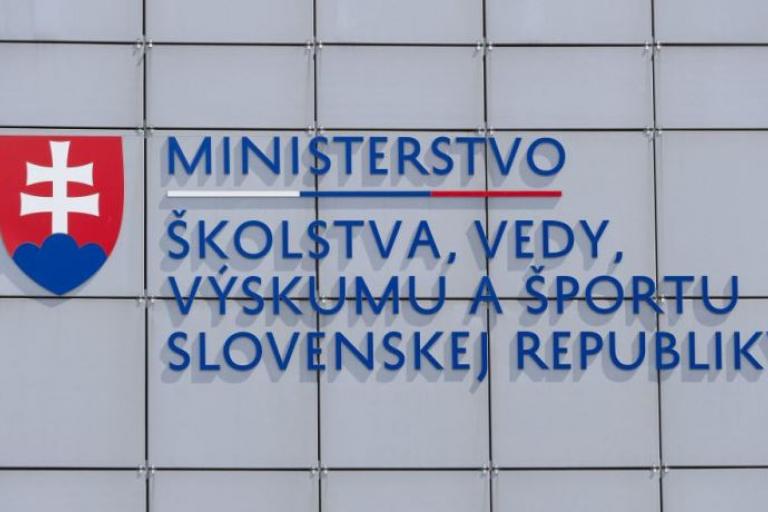 MINISTERSTVO
ŠKOLSTVA, VEDY,
VÝSKUMU A ŠPORTU
SLOVENSKEJ REPUBLIKY